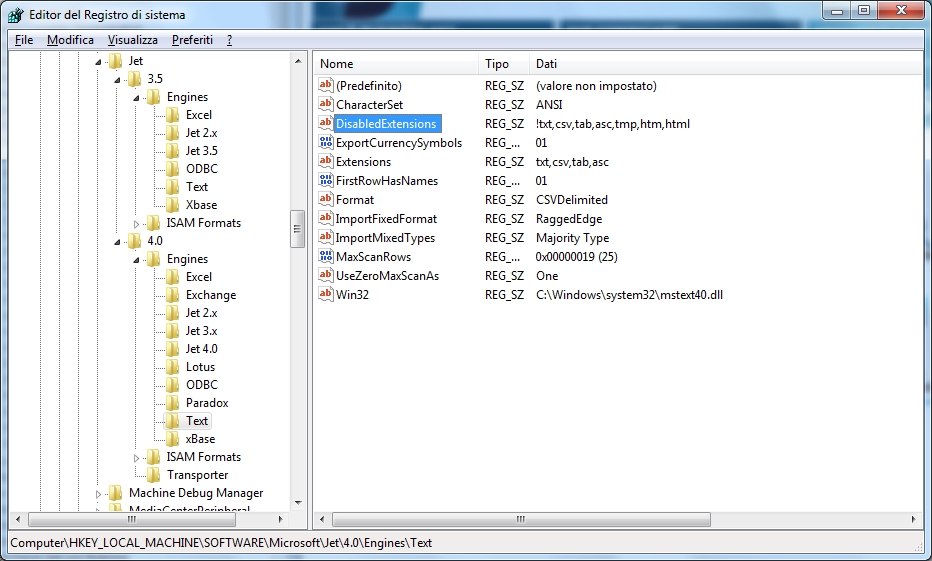 Editor del Registro di sistema
File Modifica Visualizza Preferiti ?
Jet
3.5
Engines
Excel
Jet 2.x
Jet 3.5
ODBC
Text
Xbase
ISAM Formats
4.0
Engines
Excel
Exchange
Jet 2.x
Jet 3.x
Jet 4.0
Lotus
ODBC
Paradox
Text
xBase
ISAM Formats
Transporter
Machine Debug Manager
MediaCenterPeripheral
Nome Tipo Dati
(Predefinito) REG_SZ (valore non impostato)
CharacterSet REG_SZ ANSI
DisabledExtensions REG_SZ !txt,csv,tab,asc,tmp,htm,html
ExportCurrencySymbols REG_... 01
Extensions REG_SZ txt,csv,tab,asc
FirstRowHasNames REG_... 01
Format REG_SZ CSVDelimited
ImportFixedFormat REG_SZ RaggedEdge
ImportMixedTypes REG_SZ Majority Type
MaxScanRows REG_... 0x00000019 (25)
UseZeroMaxScanAs REG_SZ One
Win32 REG_SZ C:\Windows\system32\mstext40.dll
Computer\HKEY_LOCAL_MACHINE\SOFTWARE\Microsoft\Jet\4.0\Engines\Text